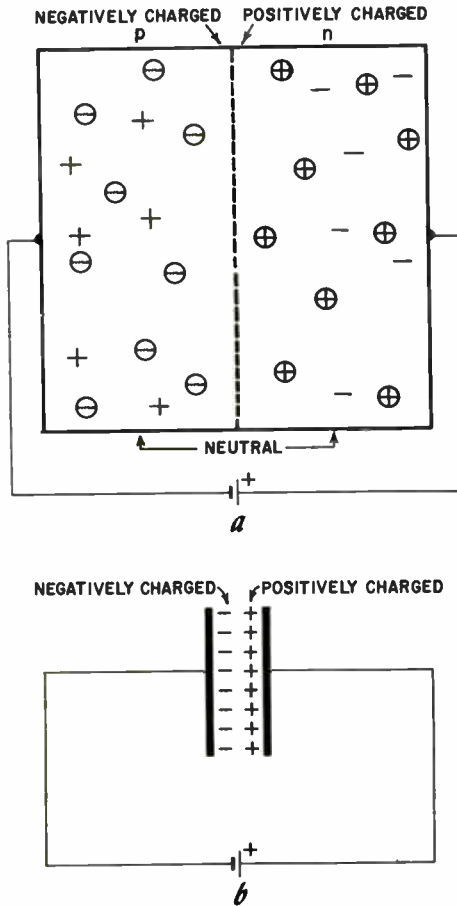 NEGATIVELY CHARGED POSITIVELY CHARGED
p n
NEUTRAL
+
a
NEGATIVELY CHARGED POSITIVELY CHARGED
+
b